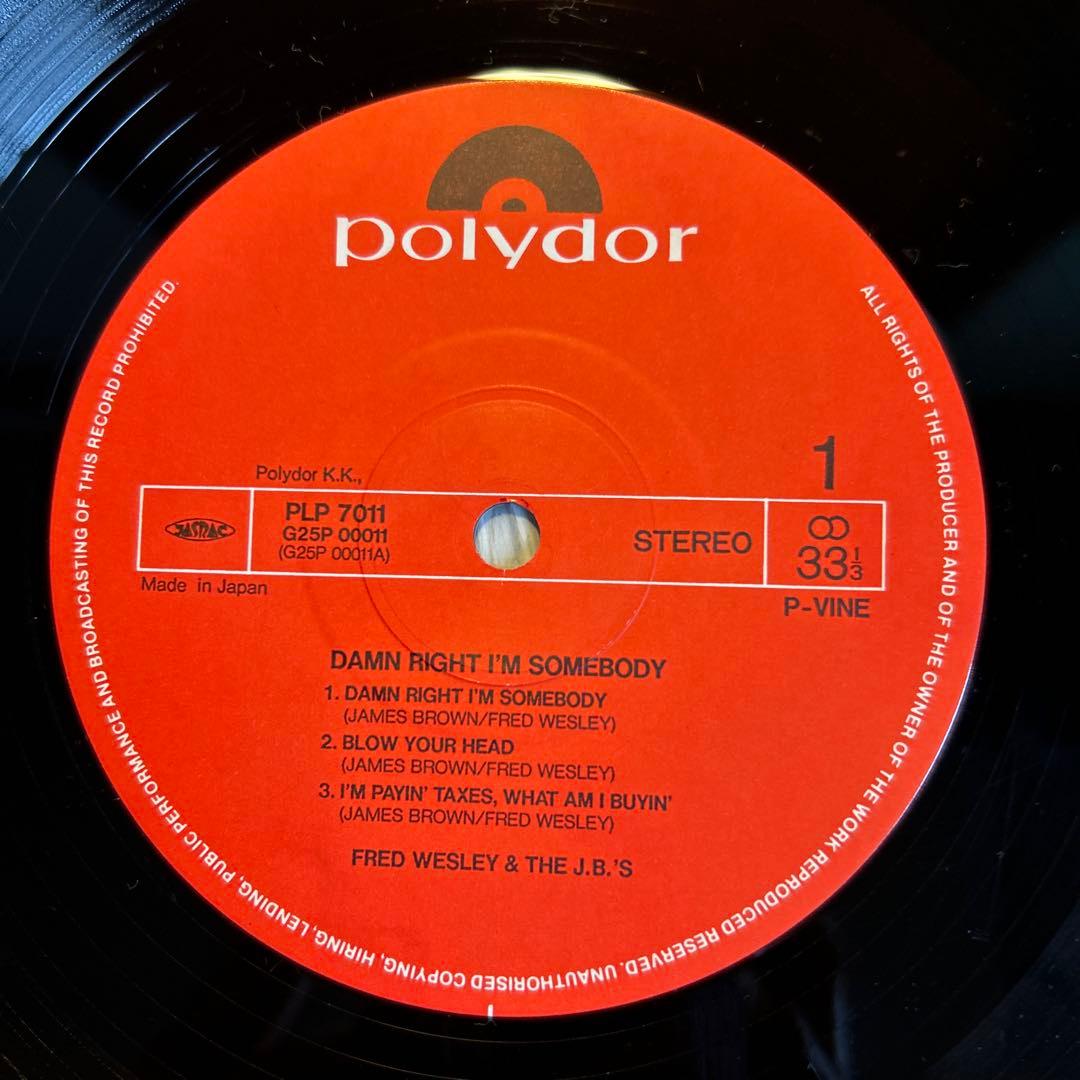 polydor
ALL RIGHTS OF THE PRODUCER AND OF THE OWNER OF THE WORK REPRODUCED RESERVED. UNAUTHORISED COPYING, HIRING, LENDING, PUBLIC PERFORMANCE AND BROADCASTING OF THIS RECORD PROHIBITED.
1
Polydor K.K.,
JASRAC
PLP 7011
G25P 00011
(G25P 00011A)
STEREO
33 1/3
Made in Japan
P-VINE
DAMN RIGHT I'M SOMEBODY
1. DAMN RIGHT I'M SOMEBODY
(JAMES BROWN/FRED WESLEY)
2. BLOW YOUR HEAD
(JAMES BROWN/FRED WESLEY)
3. I'M PAYIN' TAXES, WHAT AM I BUYIN'
(JAMES BROWN/FRED WESLEY)
FRED WESLEY & THE J.B.'S